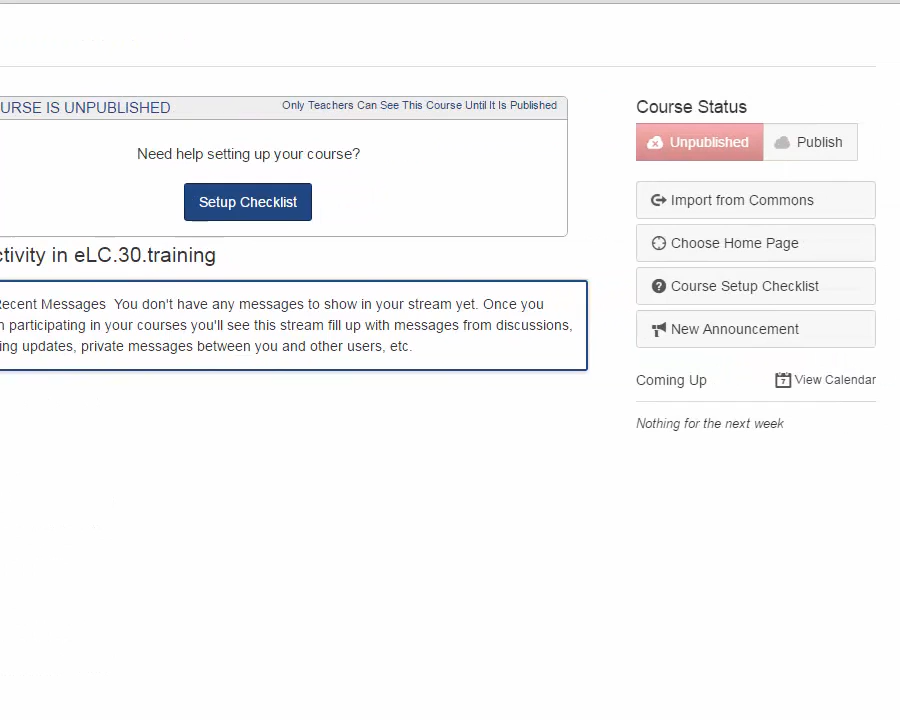 URSE IS UNPUBLISHED
Only Teachers Can See This Course Until It Is Published
Need help setting up your course?
Setup Checklist
ctivity in eLC.30.training
Recent Messages You don't have any messages to show in your stream yet. Once you
n participating in your courses you'll see this stream fill up with messages from discussions,
ing updates, private messages between you and other users, etc.
Course Status
Unpublished
Publish
Import from Commons
Choose Home Page
Course Setup Checklist
New Announcement
Coming Up
7 View Calendar
Nothing for the next week